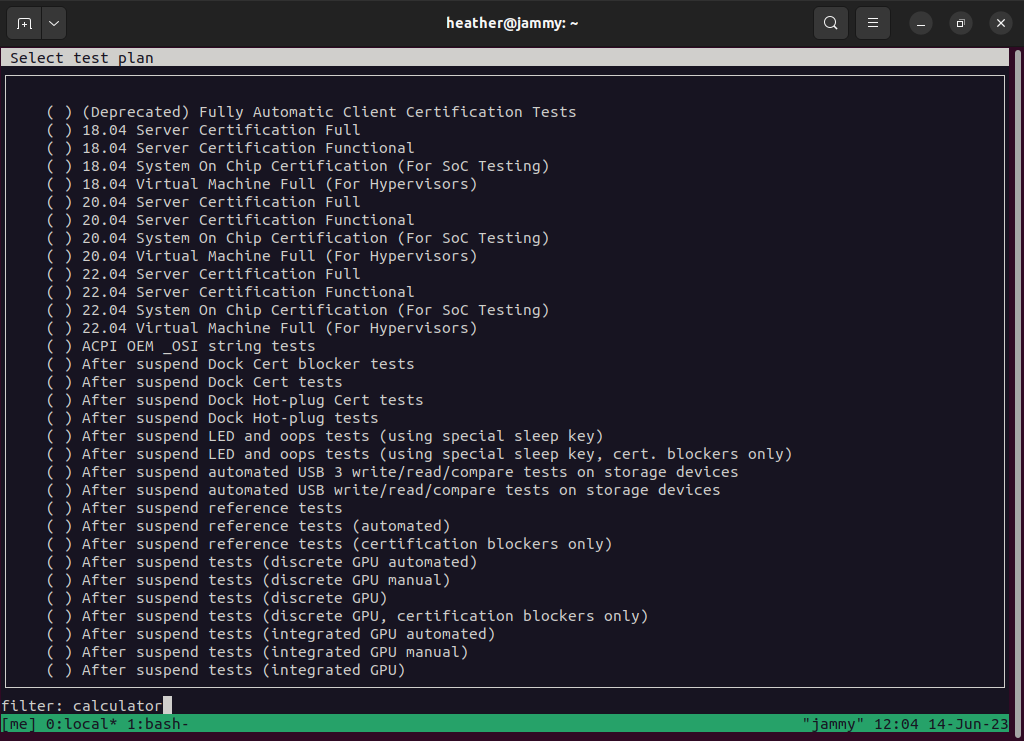 heather@jammy: ~
Select test plan
( ) (Deprecated) Fully Automatic Client Certification Tests
( ) 18.04 Server Certification Full
( ) 18.04 Server Certification Functional
( ) 18.04 System On Chip Certification (For SoC Testing)
( ) 18.04 Virtual Machine Full (For Hypervisors)
( ) 20.04 Server Certification Full
( ) 20.04 Server Certification Functional
( ) 20.04 System On Chip Certification (For SoC Testing)
( ) 20.04 Virtual Machine Full (For Hypervisors)
( ) 22.04 Server Certification Full
( ) 22.04 Server Certification Functional
( ) 22.04 System On Chip Certification (For SoC Testing)
( ) 22.04 Virtual Machine Full (For Hypervisors)
( ) ACPI OEM _OSI string tests
( ) After suspend Dock Cert blocker tests
( ) After suspend Dock Cert tests
( ) After suspend Dock Hot-plug Cert tests
( ) After suspend Dock Hot-plug tests
( ) After suspend LED and oops tests (using special sleep key)
( ) After suspend LED and oops tests (using special sleep key, cert. blockers only)
( ) After suspend automated USB 3 write/read/compare tests on storage devices
( ) After suspend automated USB write/read/compare tests on storage devices
( ) After suspend reference tests
( ) After suspend reference tests (automated)
( ) After suspend reference tests (certification blockers only)
( ) After suspend tests (discrete GPU automated)
( ) After suspend tests (discrete GPU manual)
( ) After suspend tests (discrete GPU)
( ) After suspend tests (discrete GPU, certification blockers only)
( ) After suspend tests (integrated GPU automated)
( ) After suspend tests (integrated GPU manual)
( ) After suspend tests (integrated GPU)
filter: calculator
[me] 0:local* 1:bash- "jammy" 12:04 14-Jun-23